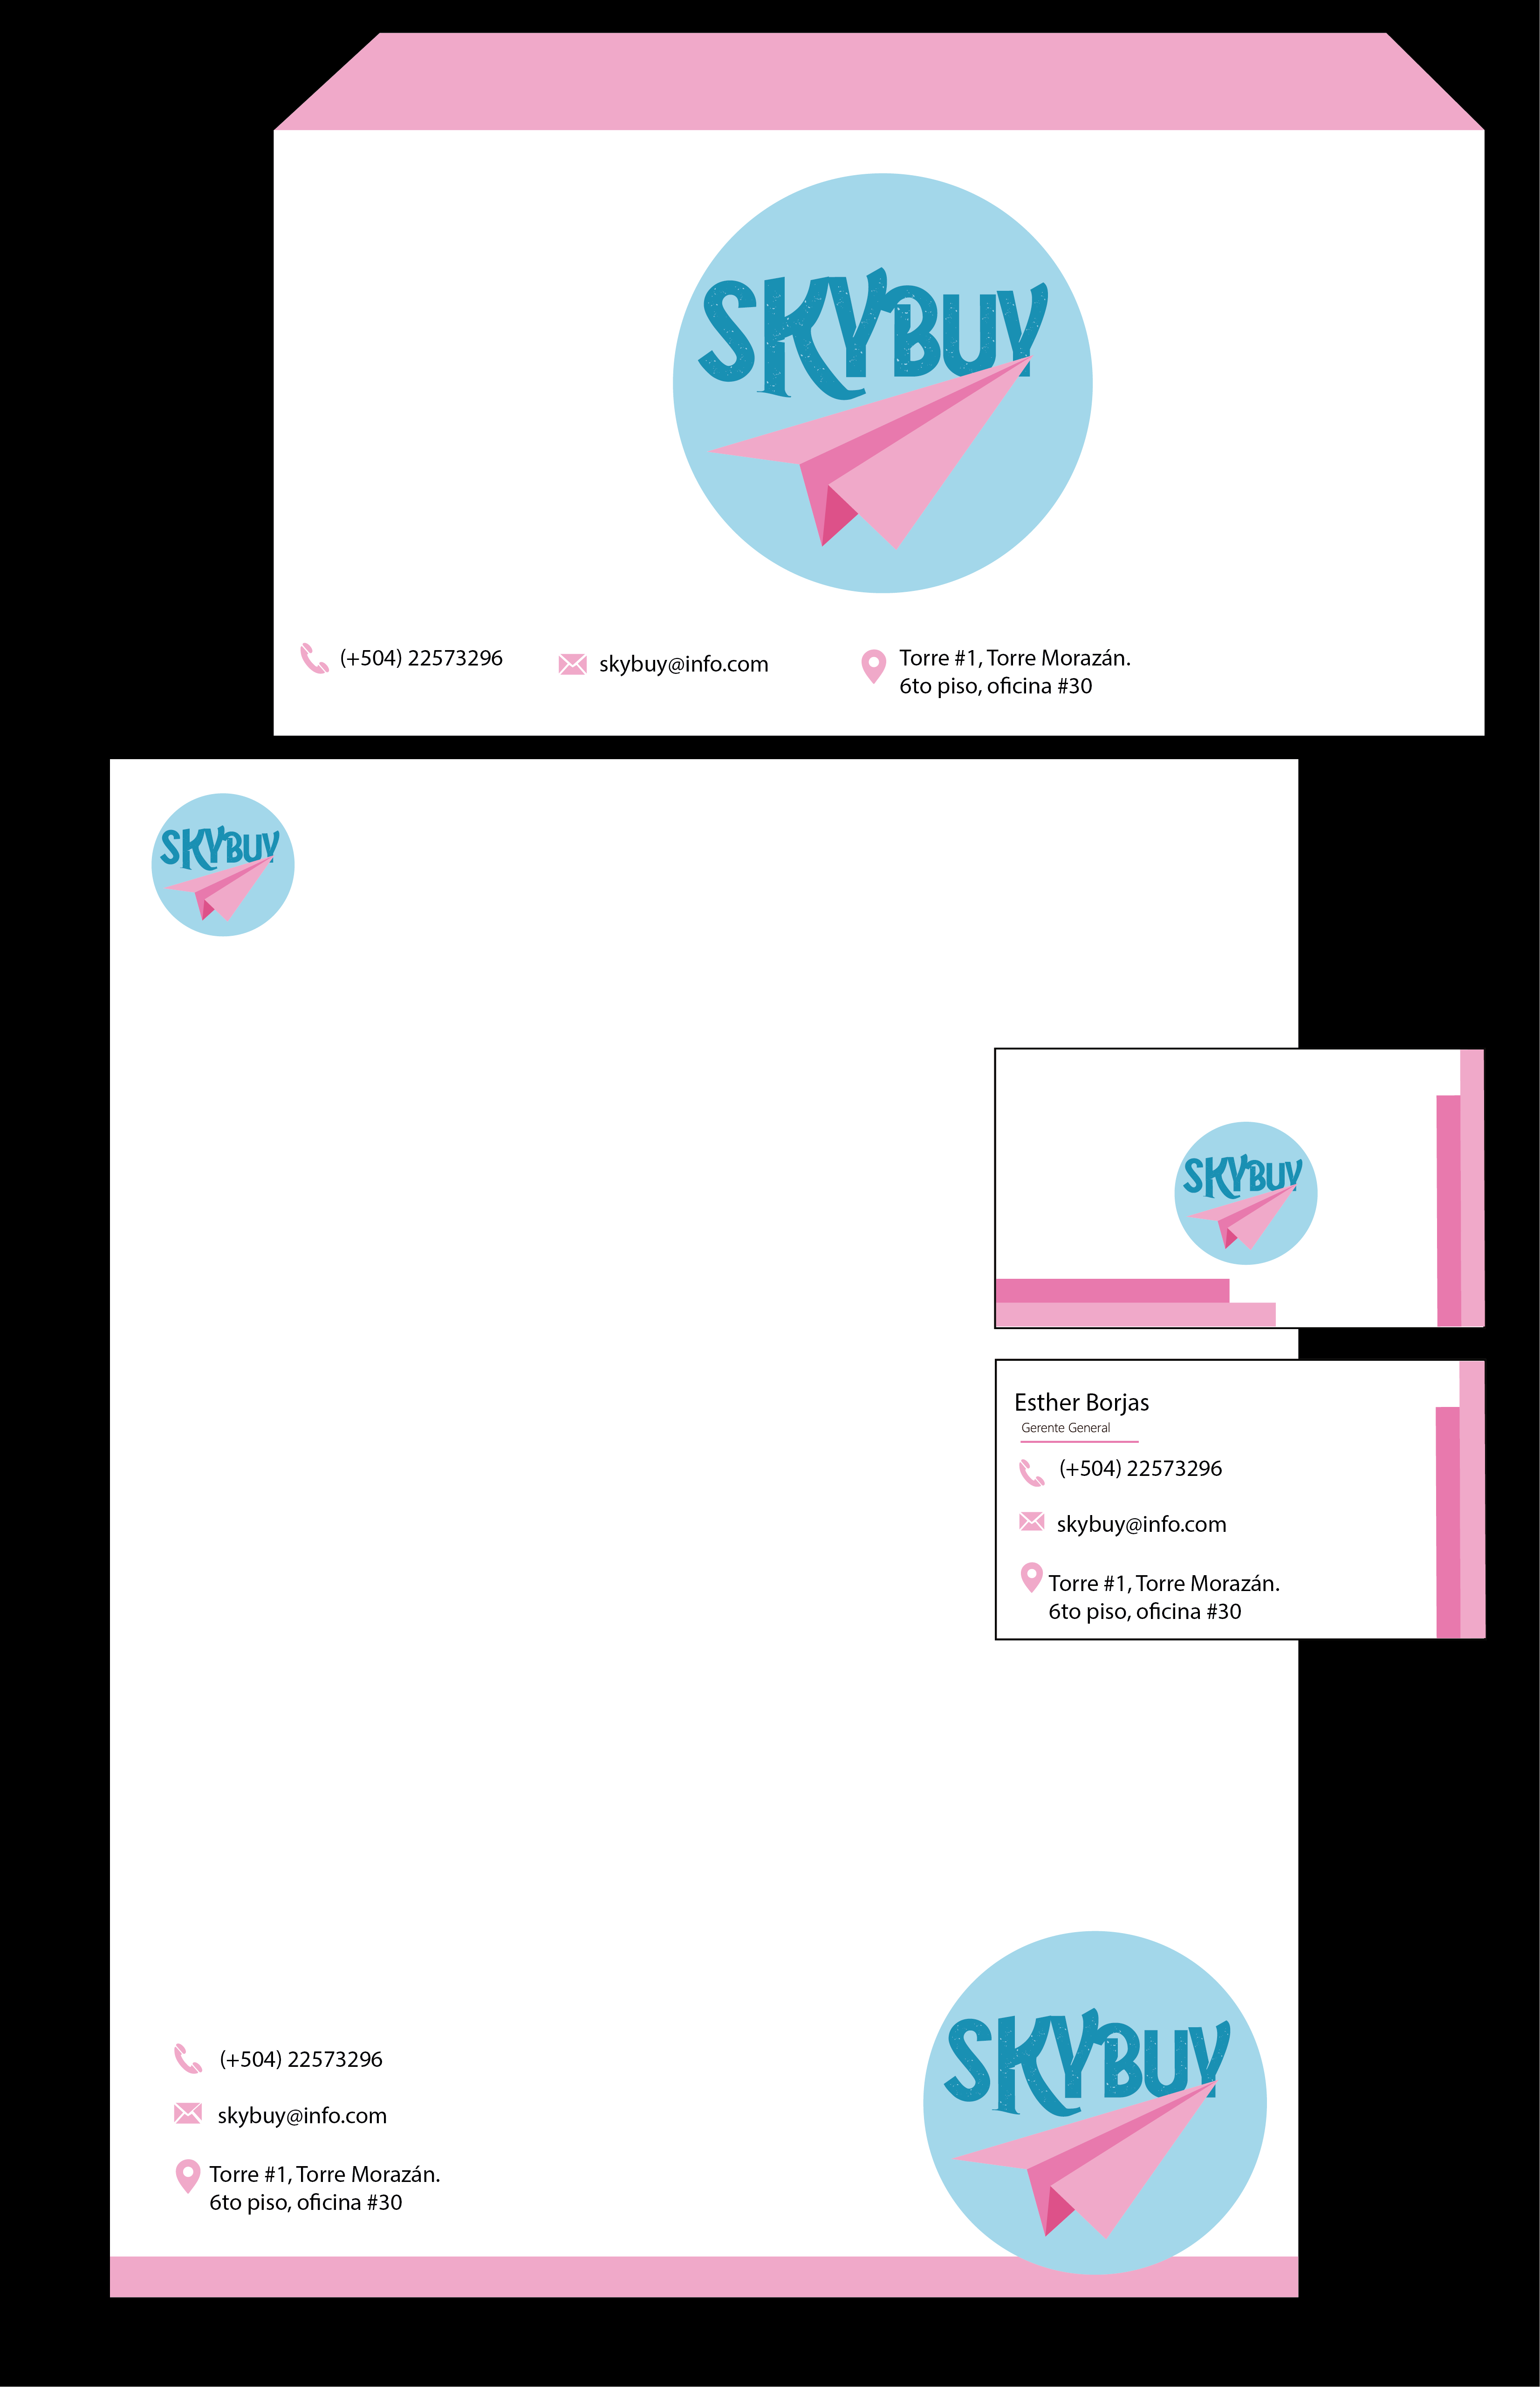 SKYBUY
(+504) 22573296
skybuy@info.com
Torre #1, Torre Morazán.
6to piso, oficina #30
SKYBUY
SKYBUY
Esther Borjas
Gerente General
(+504) 22573296
skybuy@info.com
Torre #1, Torre Morazán.
6to piso, oficina #30
SKYBUY
(+504) 22573296
skybuy@info.com
Torre #1, Torre Morazán.
6to piso, oficina #30